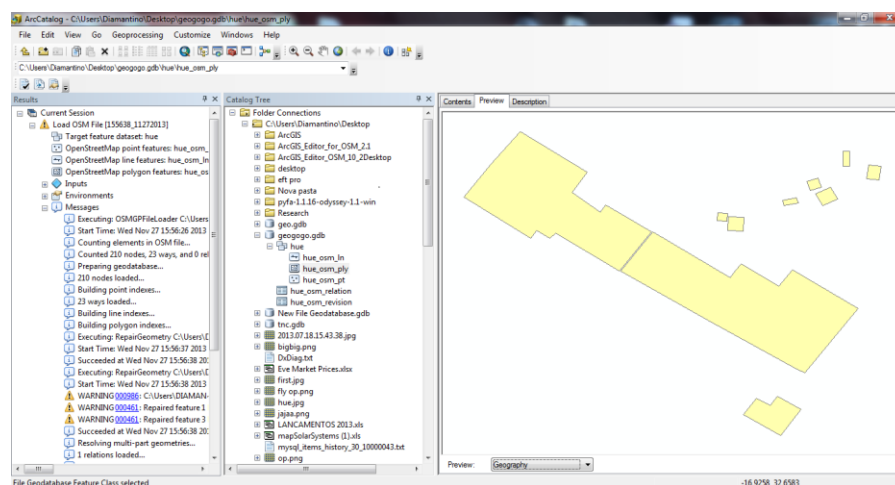 ArcCatalog - C:\Users\Diamantino\Desktop\geogogo.gdb\hue\hue_osm_ply
File Edit View Go Geoprocessing Customize Windows Help
C:\Users\Diamantino\Desktop\geogogo.gdb\hue\hue_osm_ply
Results
Current Session
Load OSM File [155638_11272013]
Target feature dataset: hue
OpenStreetMap point features: hue_osm_
OpenStreetMap line features: hue_osm_ln
OpenStreetMap polygon features: hue_os
Inputs
Environments
Messages
Executing: OSMGPFileLoader C:\Users
Start Time: Wed Nov 27 15:56:26 2013
Counting elements in OSM file...
Counted 210 nodes, 23 ways, and 0 rel
Preparing geodatabase...
210 nodes loaded...
Building point indexes...
23 ways loaded...
Building line indexes...
Building polygon indexes...
Executing: RepairGeometry C:\Users\D
Start Time: Wed Nov 27 15:56:37 2013
Succeeded at Wed Nov 27 15:56:38 20
Executing: RepairGeometry C:\Users\D
Start Time: Wed Nov 27 15:56:38 2013
WARNING 000986: C:\Users\DIAMAN-
WARNING 000461: Repaired feature 1
WARNING 000461: Repaired feature 3
Succeeded at Wed Nov 27 15:56:38 20
Resolving multi-part geometries...
1 relations loaded...
Catalog Tree
Folder Connections
C:\Users\Diamantino\Desktop
ArcGIS
ArcGIS_Editor_for_OSM_2.1
ArcGIS_Editor_OSM_10_2Desktop
desktop
eft pro
Nova pasta
pyfa-1.1.16-odyssey-1.1-win
Research
geo.gdb
geogogo.gdb
hue
hue_osm_ln
hue_osm_ply
hue_osm_pt
hue_osm_relation
hue_osm_revision
New File Geodatabase.gdb
tnc.gdb
2013.07.18.15.43.38.jpg
bigbig.png
DxDiag.txt
Eve Market Prices.xlsx
first.jpg
fly op.png
hue.jpg
jajaa.png
LANCAMENTOS 2013.xls
mapSolarSystems (1).xls
mysql_items_history_30_10000043.txt
op.png
Contents Preview Description
Preview: Geography
File Geodatabase Feature Class selected
-16.9258 32.6583